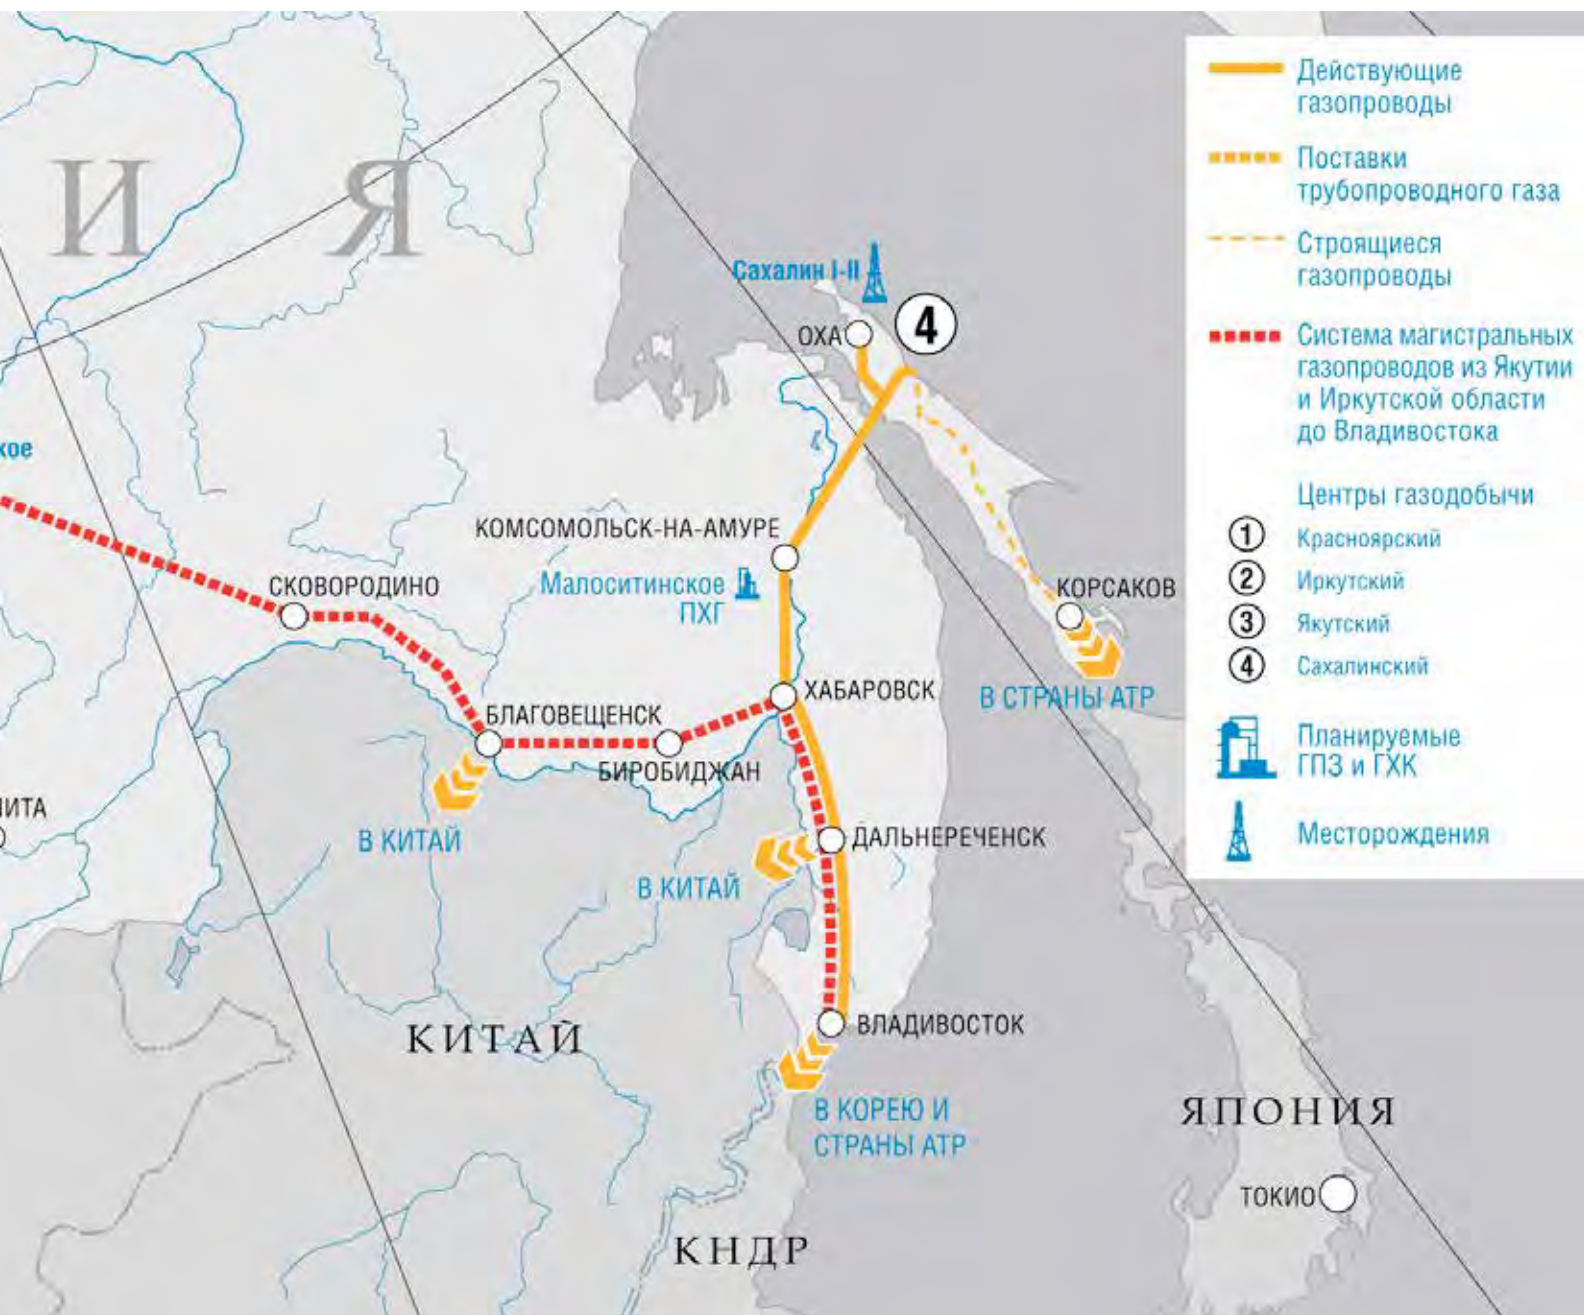 И Я
Сахалин I-II
4
ОХА
КОМСОМОЛЬСК-НА-АМУРЕ
Малоситинское
ПХГ
СКОВОРОДИНО
КОРСАКОВ
ХАБАРОВСК
В СТРАНЫ АТР
БЛАГОВЕЩЕНСК
БИРОБИДЖАН
В КИТАЙ
ДАЛЬНЕРЕЧЕНСК
В КИТАЙ
КИТАЙ
ВЛАДИВОСТОК
В КОРЕЮ И
СТРАНЫ АТР
ЯПОНИЯ
ТОКИО
КНДР
Действующие
газопроводы
Поставки
трубопроводного газа
Строящиеся
газопроводы
Система магистральных
газопроводов из Якутии
и Иркутской области
до Владивостока
Центры газодобычи
1 Красноярский
2 Иркутский
3 Якутский
4 Сахалинский
Планируемые
ГПЗ и ГХК
Месторождения